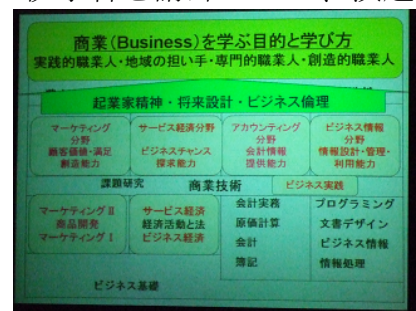 商業(Business)を学ぶ目的と学び方
実践的職業人・地域の担い手・専門的職業人・創造的職業人
起業家精神・将来設計・ビジネス倫理
マーケティング
分野
顧客価値・満足
創造能力
サービス経済分野
ビジネスチャンス
探求能力
アカウンティング
分野
会計情報
提供能力
ビジネス情報
分野
情報設計・管理・
利用能力
課題研究
商業技術
ビジネス実践
マーケティングⅡ
商品開発
マーケティングⅠ
サービス経済
経済活動と法
ビジネス経済
会計実務
原価計算
会計
簿記
プログラミング
文書デザイン
ビジネス情報
情報処理
ビジネス基礎